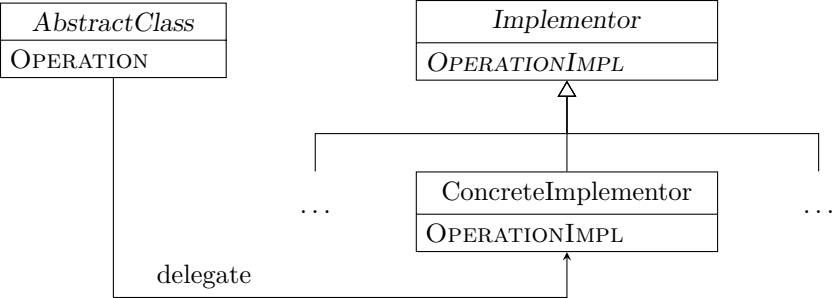 AbstractClass
OPERATION
Implementor
OPERATIONIMPL
ConcreteImplementor
OPERATIONIMPL
...
...
delegate